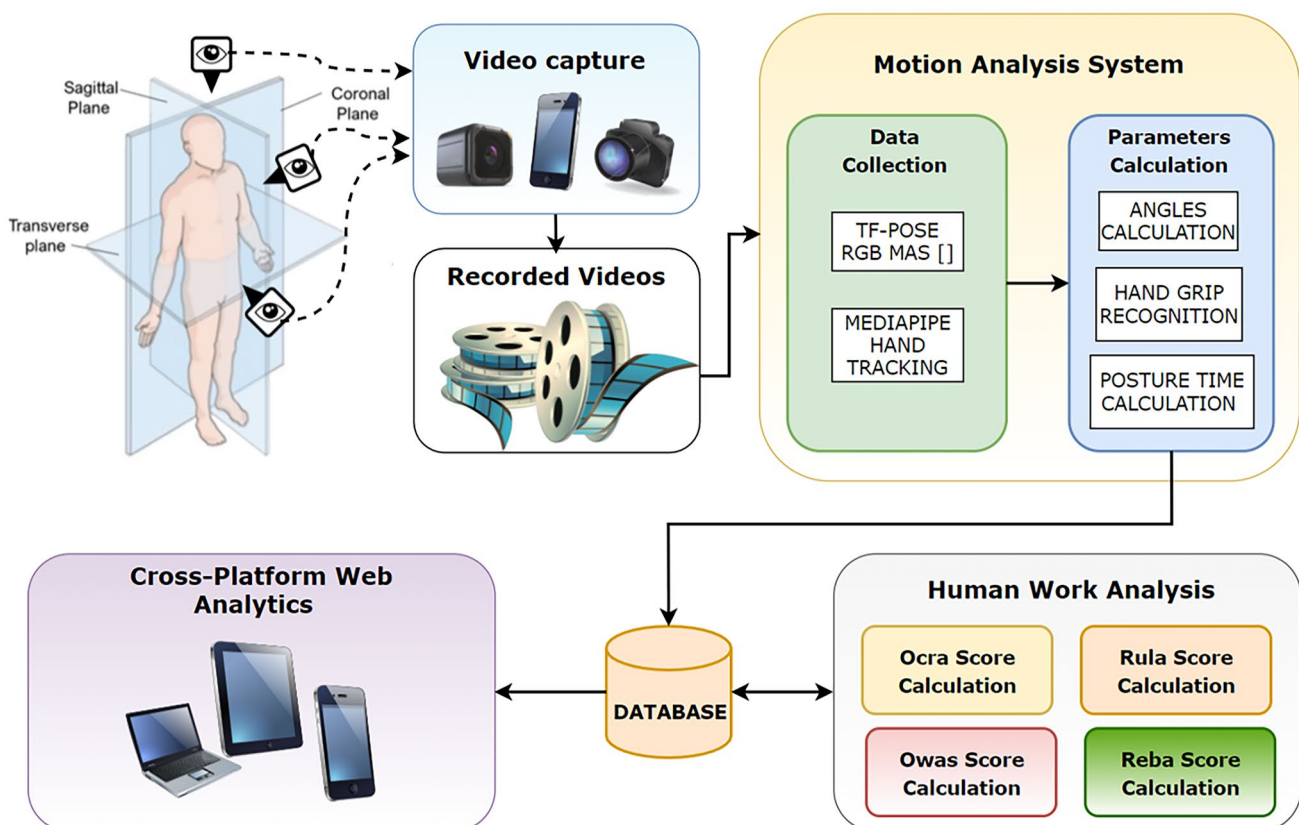 Sagittal
Plane
Coronal
Plane
Transverse
plane
Video capture
Recorded Videos
Motion Analysis System
Data
Collection
TF-POSE
RGB MAS []
MEDIAPIPE
HAND
TRACKING
Parameters
Calculation
ANGLES
CALCULATION
HAND GRIP
RECOGNITION
POSTURE TIME
CALCULATION
Cross-Platform Web
Analytics
DATABASE
Human Work Analysis
Ocra Score
Calculation
Rula Score
Calculation
Owas Score
Calculation
Reba Score
Calculation